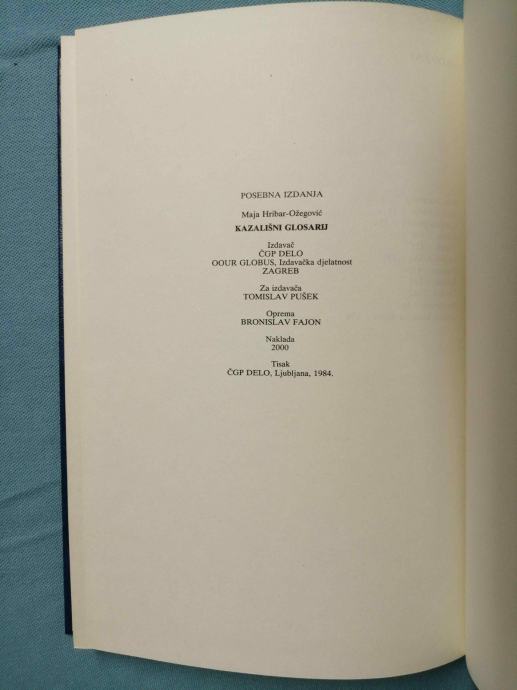 POSEBNA IZDANJA
Maja Hribar-Ožegović
KAZALIŠNI GLOSARIJ
Izdavač
ČGP DELO
OOUR GLOBUS, Izdavačka djelatnost
ZAGREB
Za izdavača
TOMISLAV PUŠEK
Oprema
BRONISLAV FAJON
Naklada
2000
Tisak
ČGP DELO, Ljubljana, 1984.